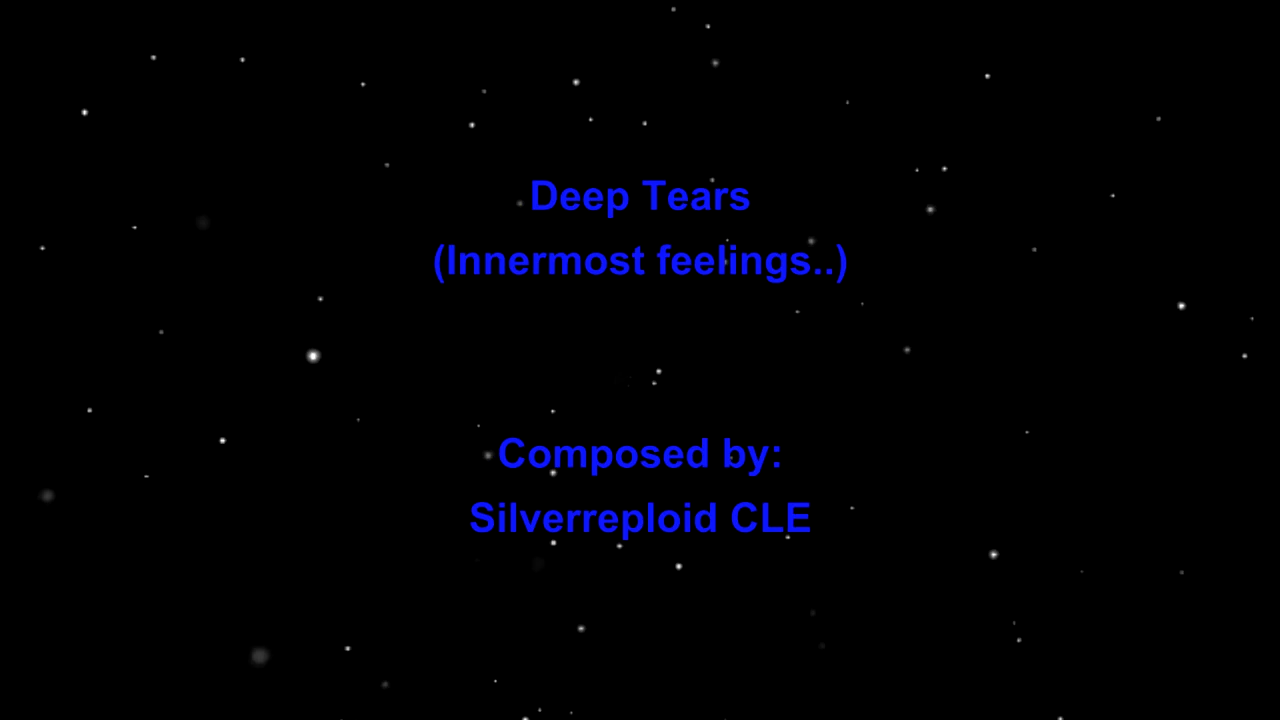 Deep Tears
(Innermost feelings..)
Composed by:
Silverreploid CLE